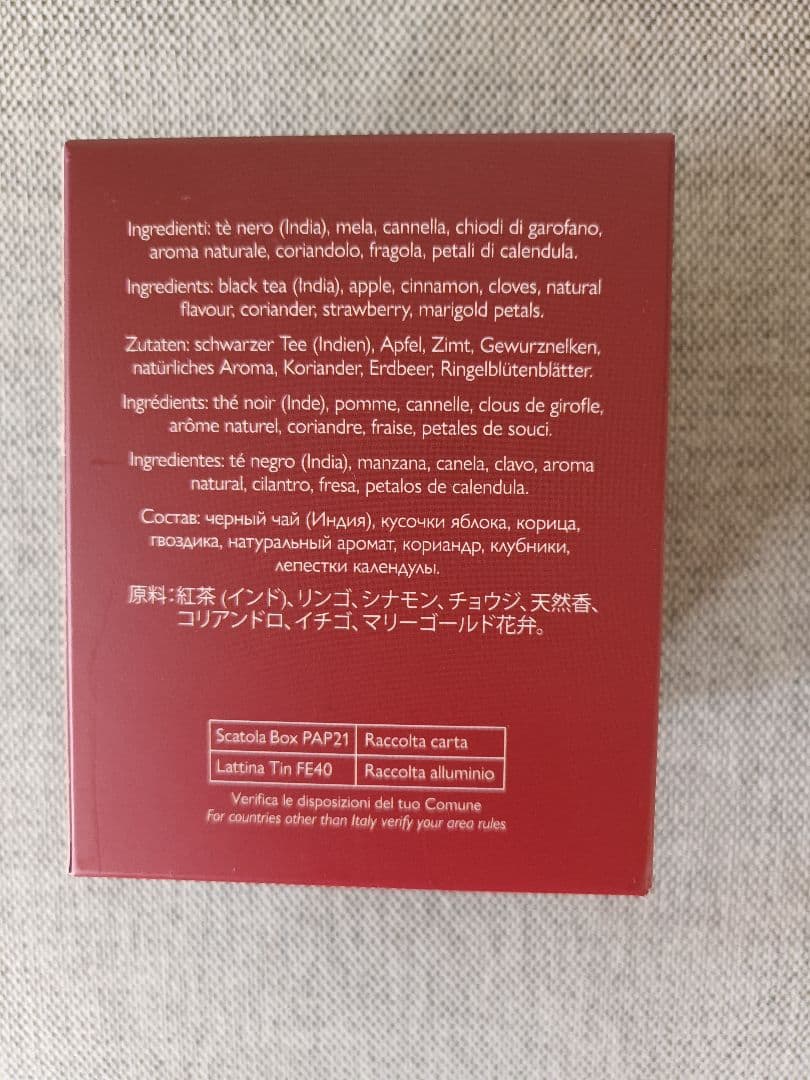 Ingredienti: tè nero (India), mela, cannella, chiodi di garofano,
aroma naturale, coriandolo, fragola, petali di calendula.
Ingredients: black tea (India), apple, cinnamon, cloves, natural
flavour, coriander, strawberry, marigold petals.
Zutaten: schwarzer Tee (Indien), Apfel, Zimt, Gewurznelken,
natürliches Aroma, Koriander, Erdbeer, Ringelblütenblätter.
Ingrédients: thé noir (Inde), pomme, cannelle, clous de girofle,
arôme naturel, coriandre, fraise, petales de souci.
Ingredientes: té negro (India), manzana, canela, clavo, aroma
natural, cilantro, fresa, petalos de calendula.
Состав: черный чай (Индия), кусочки яблока, корица,
гвоздика, натуральный аромат, кориандр, клубники,
лепестки календулы.
原料:紅茶 (インド)、リンゴ、シナモン、チョウジ、天然香、
コリアンドロ、イチゴ、マリーゴールド花弁。
Scatola Box PAP21 Raccolta carta
Lattina Tin FE40 Raccolta alluminio
Verifica le disposizioni del tuo Comune
For countries other than Italy verify your area rules